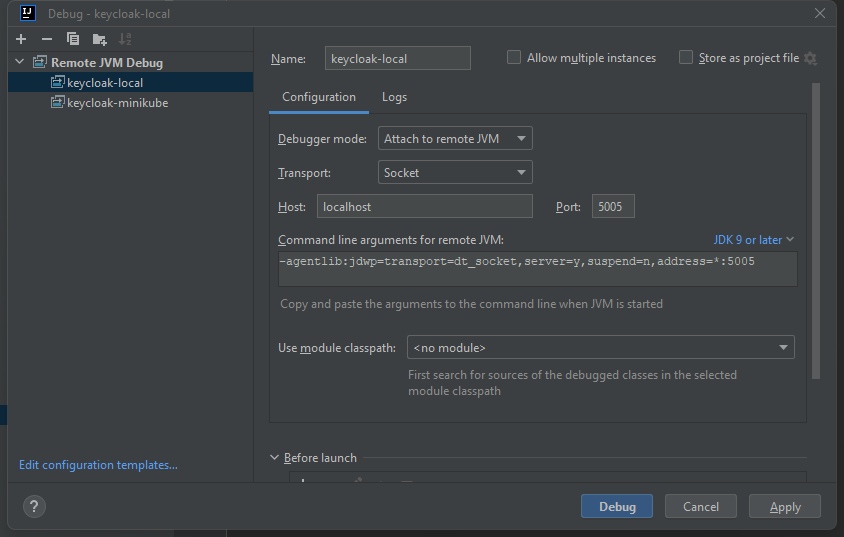 IJ
Debug - keycloak-local
Remote JVM Debug
keycloak-local
keycloak-minikube
Edit configuration templates...
Name: keycloak-local
Allow multiple instances
Store as project file
Configuration Logs
Debugger mode: Attach to remote JVM
Transport: Socket
Host: localhost Port: 5005
Command line arguments for remote JVM: JDK 9 or later
-agentlib:jdwp=transport=dt_socket,server=y,suspend=n,address=*:5005
Copy and paste the arguments to the command line when JVM is started
Use module classpath: <no module>
First search for sources of the debugged classes in the selected
module classpath
Before launch
? Debug Cancel Apply